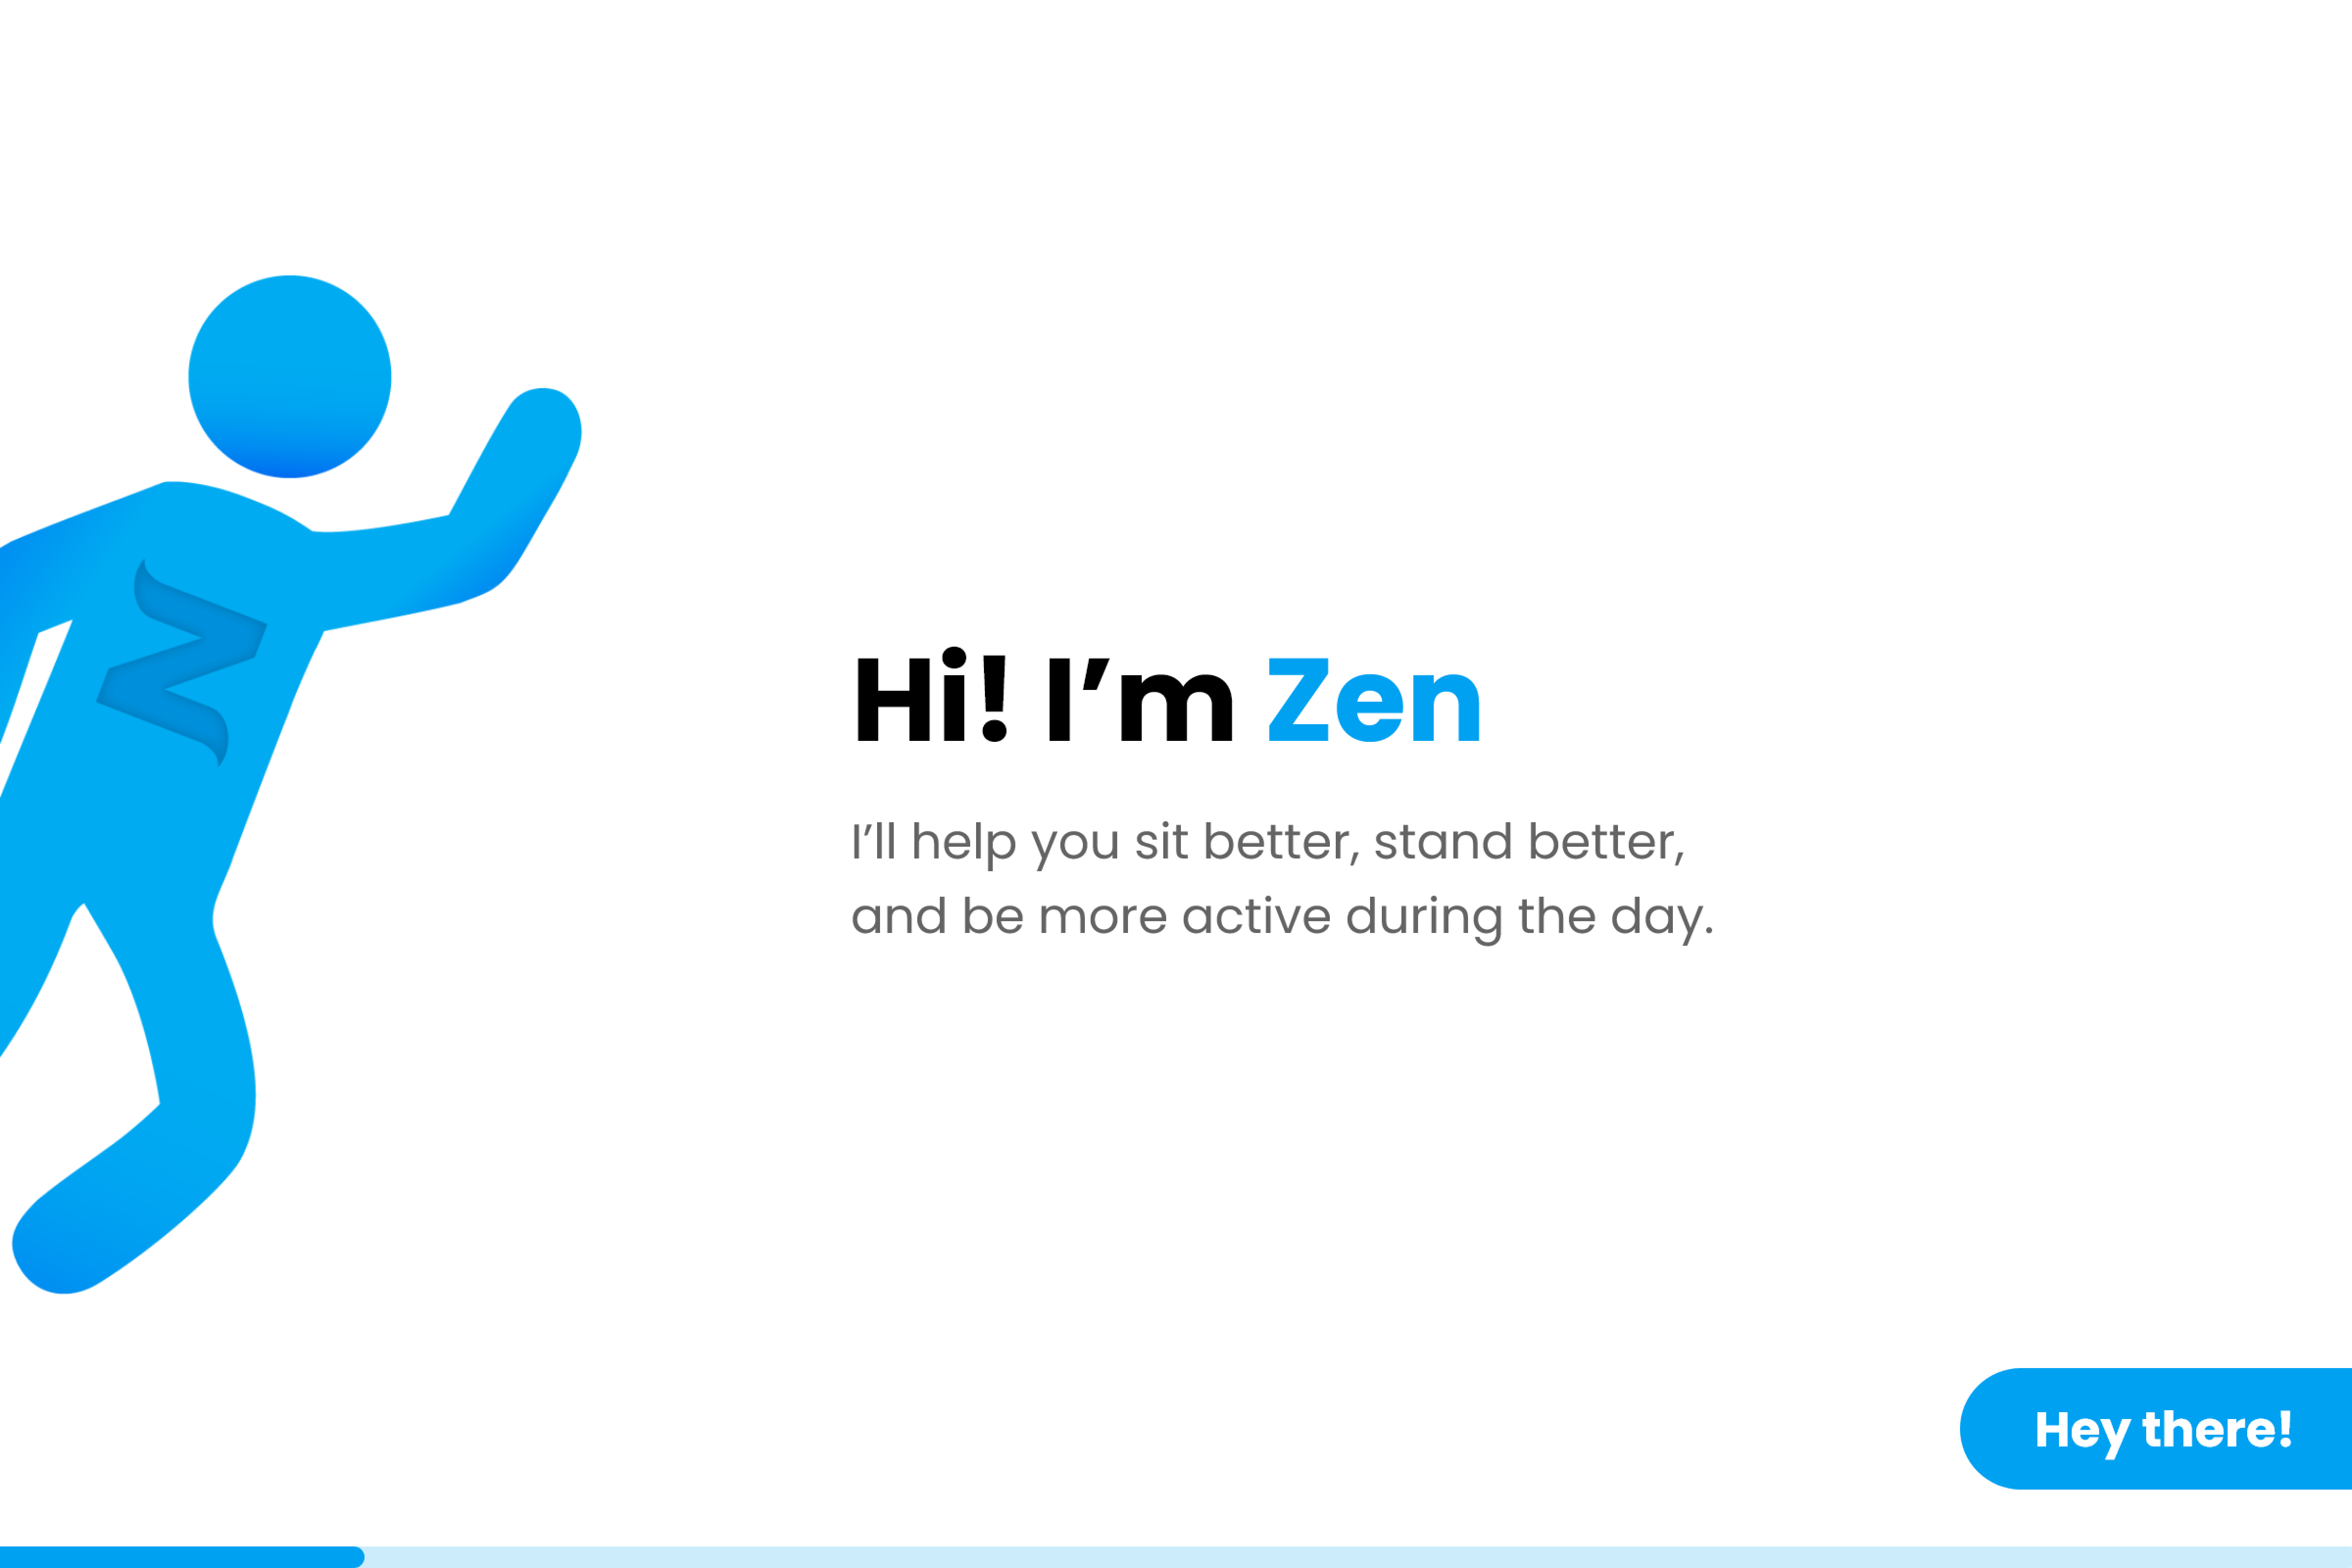 Hi! I’m Zen
I’ll help you sit better, stand better,
and be more active during the day.
Hey there!